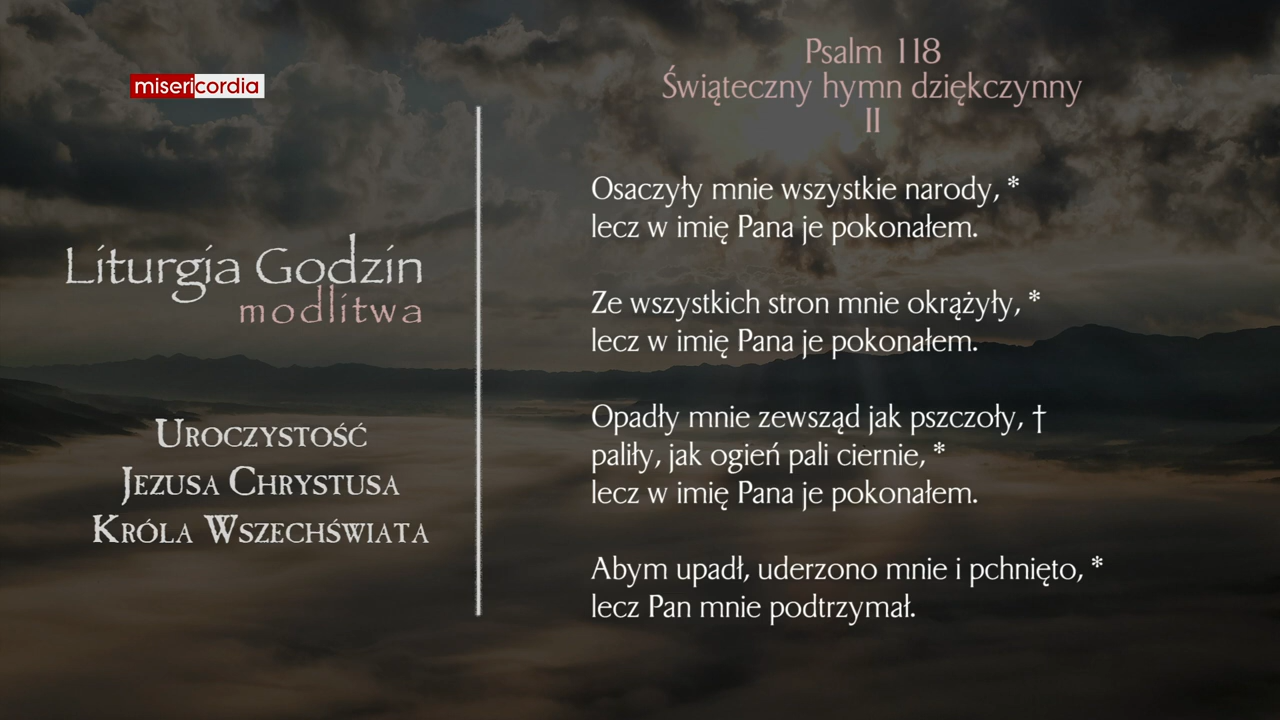 misericordia
Liturgia Godzin
modlitwa
Uroczystość
Jezusa Chrystusa
Króla Wszechświata
Psalm 118
Świąteczny hymn dziękczynny
II
Osaczyły mnie wszystkie narody, *
lecz w imię Pana je pokonałem.
Ze wszystkich stron mnie okrążyły, *
lecz w imię Pana je pokonałem.
Opadły mnie zewsząd jak pszczoły, †
paliły, jak ogień pali ciernie, *
lecz w imię Pana je pokonałem.
Abym upadł, uderzono mnie i pchnięto, *
lecz Pan mnie podtrzymał.